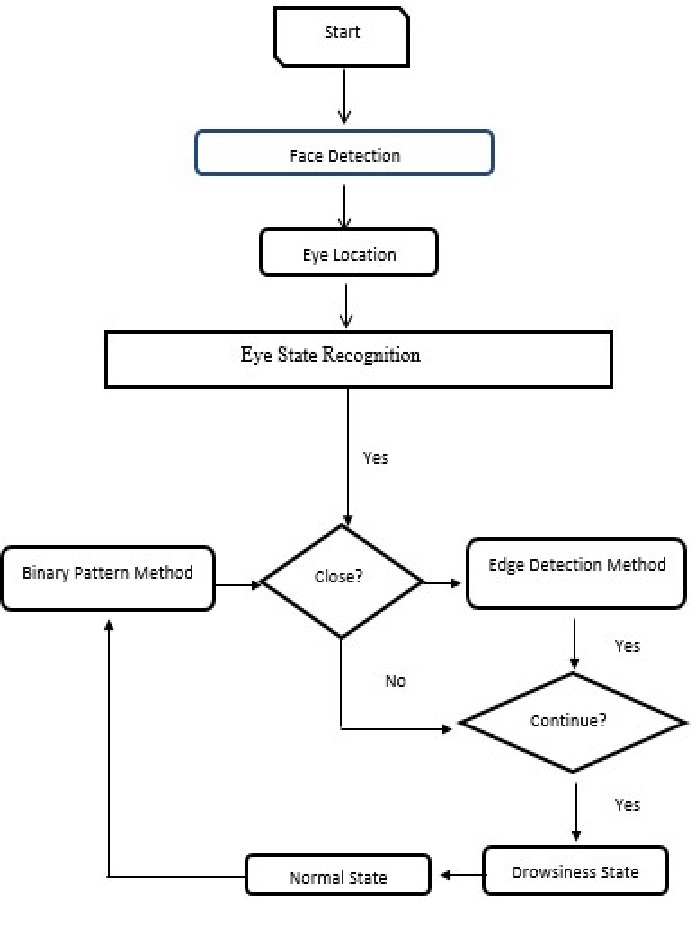 Start
Face Detection
Eye Location
Eye State Recognition
Yes
Binary Pattern Method
Close?
Edge Detection Method
Yes
No
Continue?
Yes
Normal State
Drowsiness State